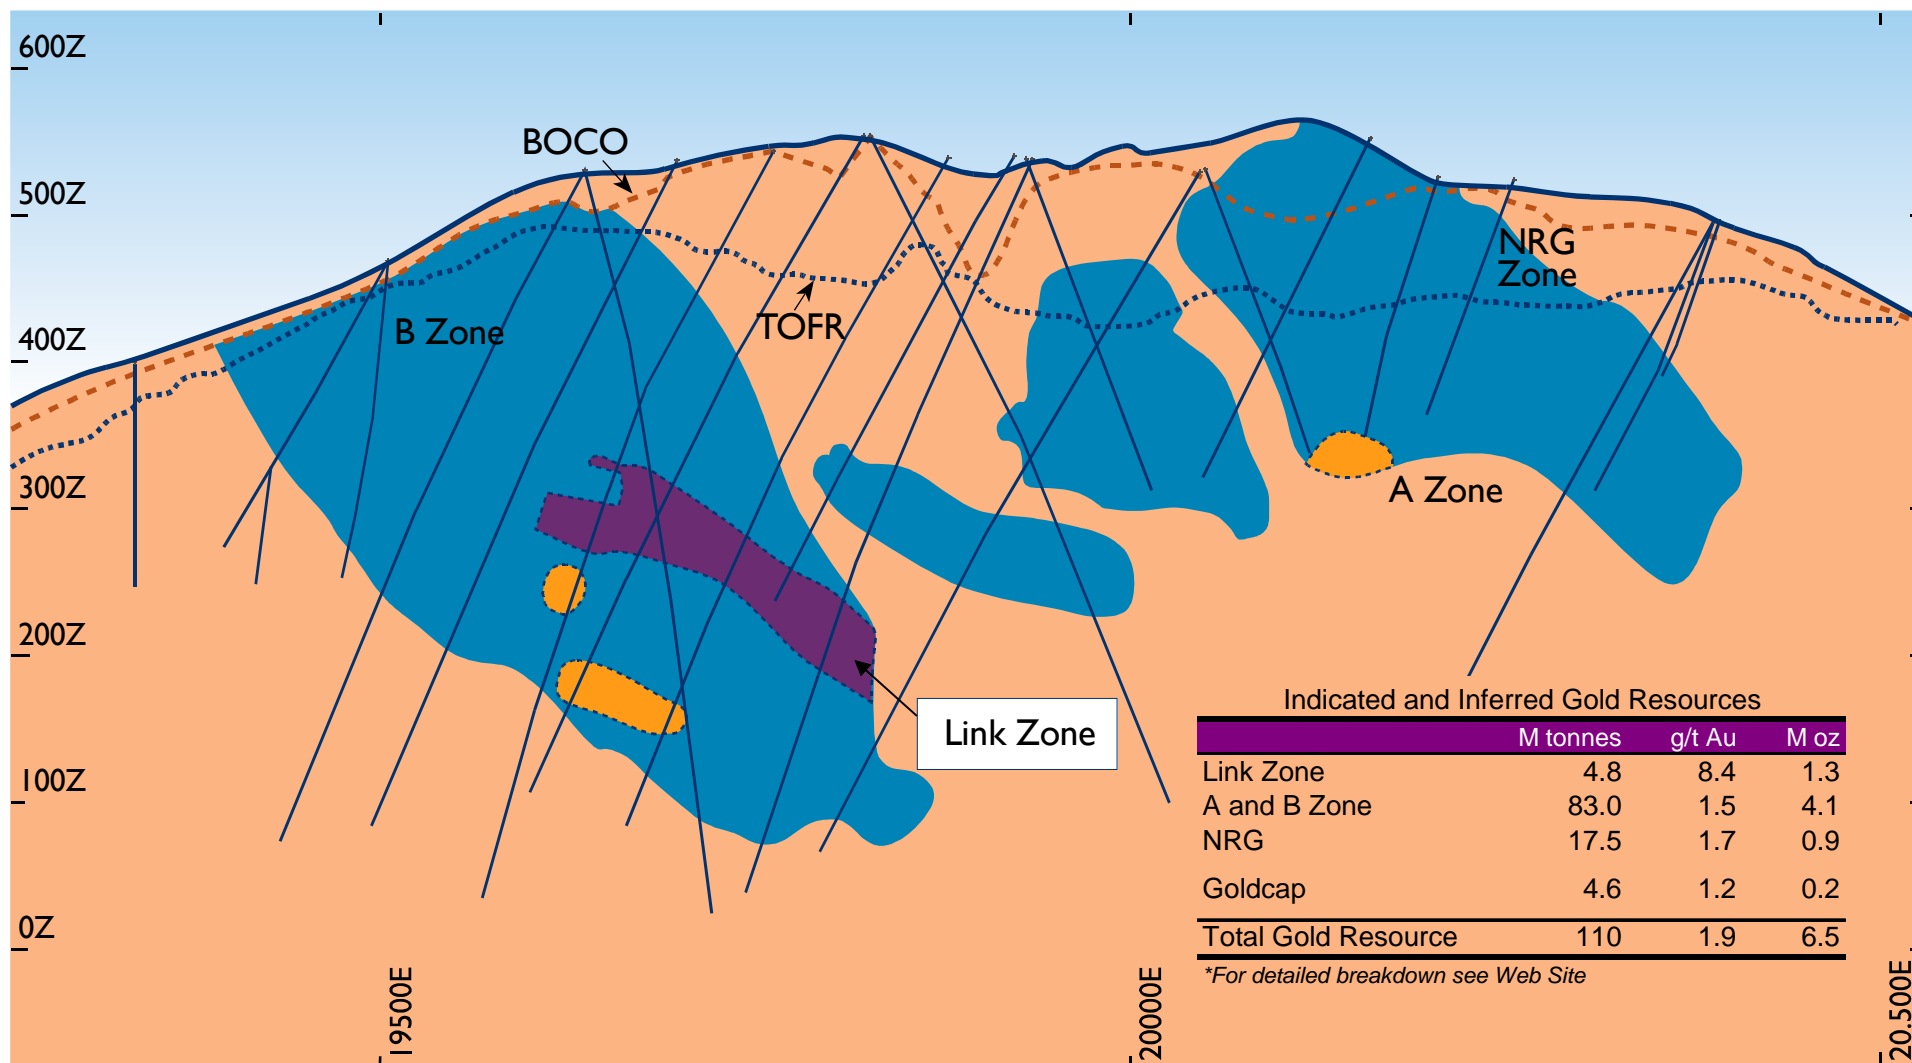 600Z
500Z
400Z
300Z
200Z
100Z
0Z
BOCO
TOFR
B Zone
NRG
Zone
A Zone
Link Zone
Indicated and Inferred Gold Resources
M tonnes g/t Au M oz
Link Zone 4.8 8.4 1.3
A and B Zone 83.0 1.5 4.1
NRG 17.5 1.7 0.9
Goldcap 4.6 1.2 0.2
Total Gold Resource 110 1.9 6.5
*For detailed breakdown see Web Site
19500E
20000E
20.500E